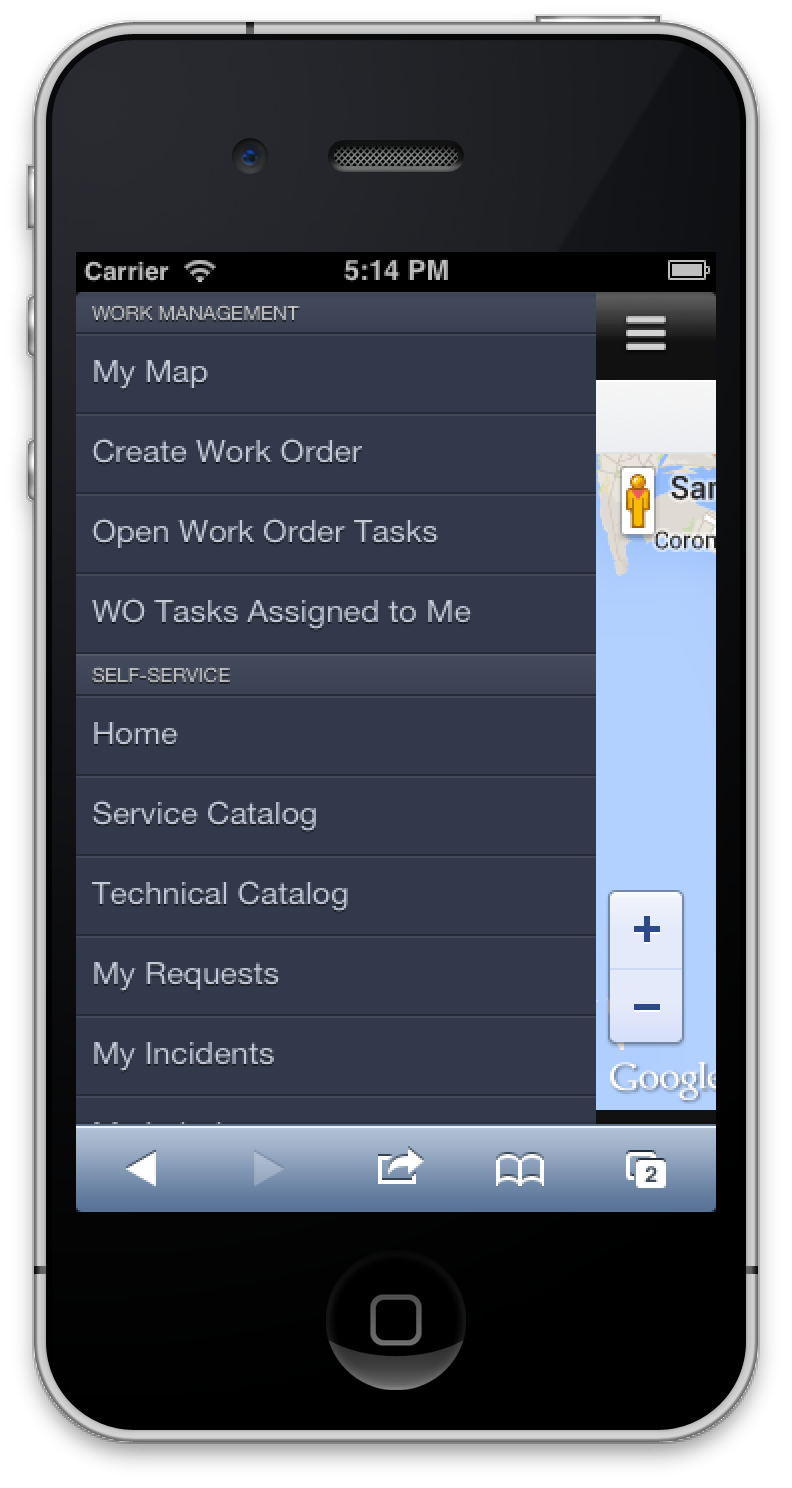 Carrier 5:14 PM
WORK MANAGEMENT
My Map
Create Work Order
Open Work Order Tasks
WO Tasks Assigned to Me
SELF-SERVICE
Home
Service Catalog
Technical Catalog
My Requests
My Incidents
San
Coron
+
−
Google
2